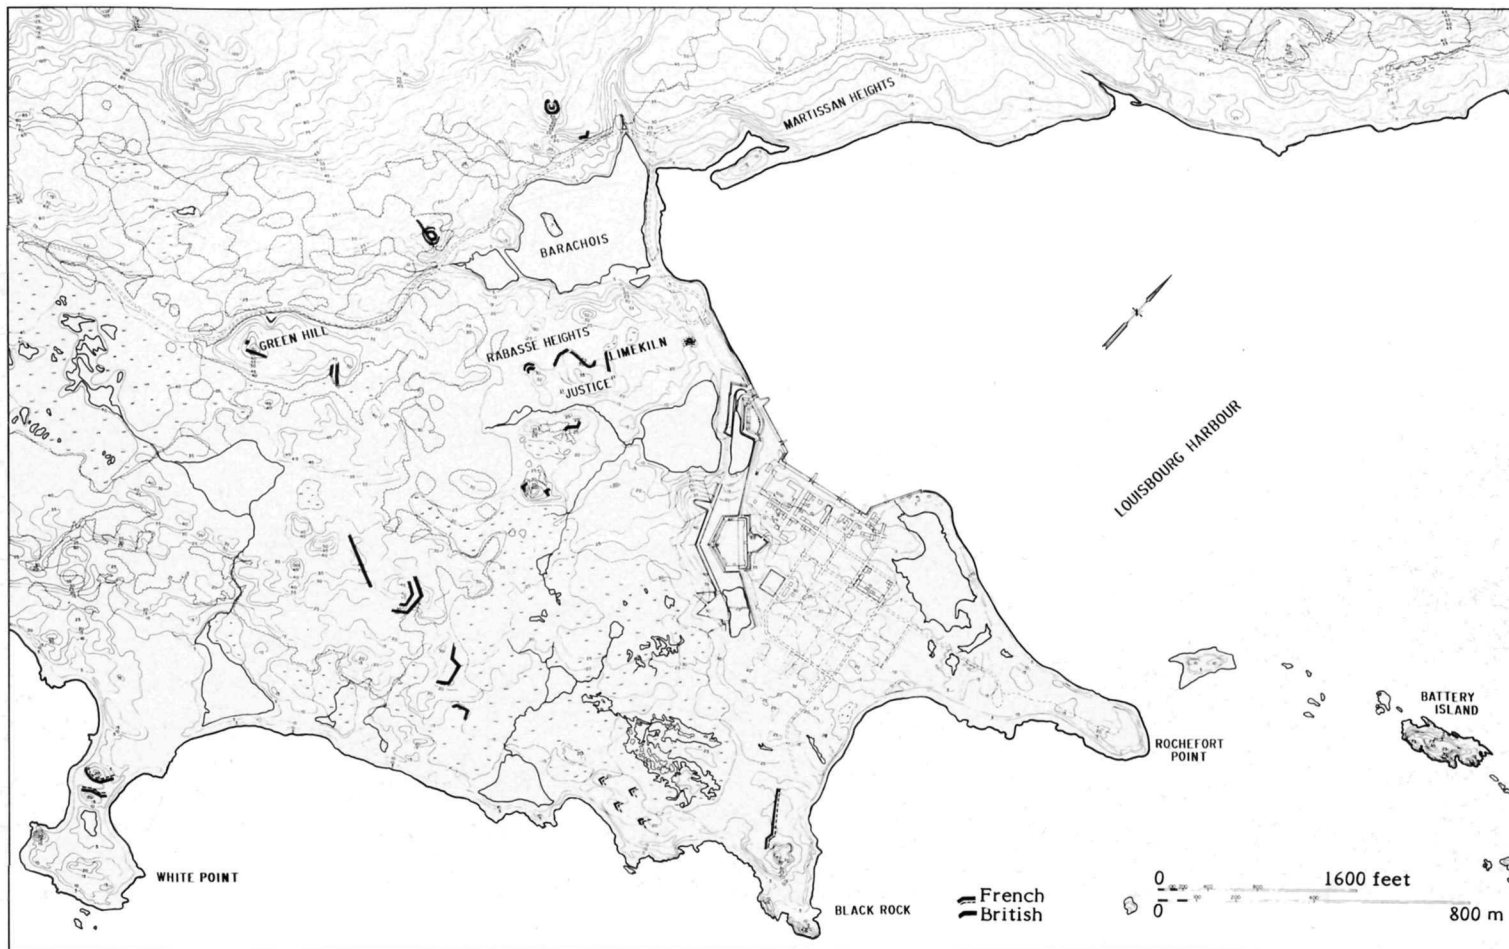 MARTISSAN HEIGHTS
BARACHOIS
GREEN HILL
RABASSE HEIGHTS
LIMEKILN
"JUSTICE"
LOUISBOURG HARBOUR
BATTERY
ISLAND
ROCHEFORT
POINT
WHITE POINT
BLACK ROCK
French
British
0 1600 feet
0 800 m